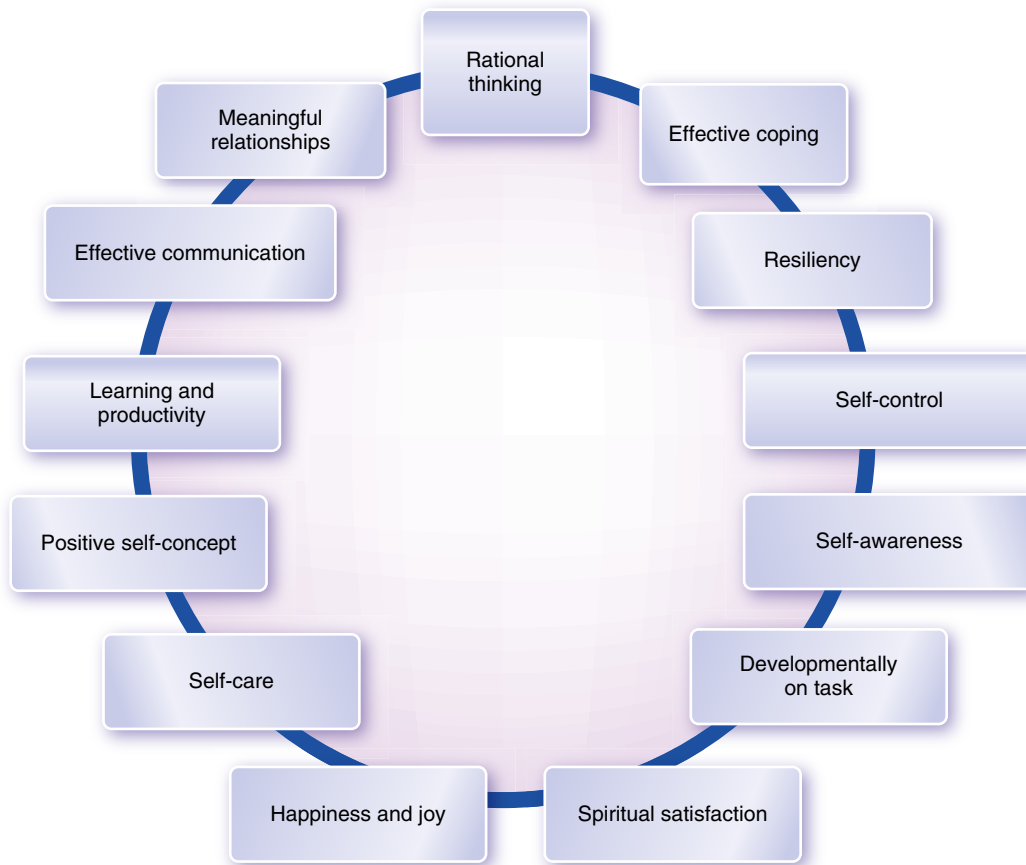 Rational
thinking
Effective coping
Resiliency
Self-control
Self-awareness
Developmentally
on task
Spiritual satisfaction
Happiness and joy
Self-care
Positive self-concept
Learning and
productivity
Effective communication
Meaningful
relationships